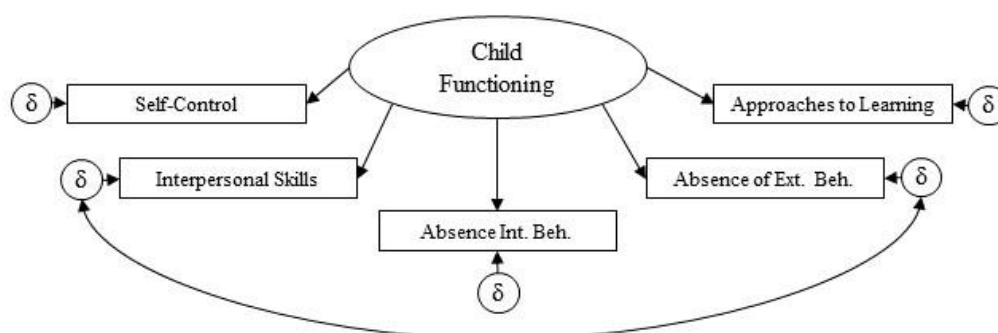 Child
Functioning
δ
Self-Control
Approaches to Learning
δ
δ
Interpersonal Skills
Absence of Ext. Beh.
δ
Absence Int. Beh.
δ